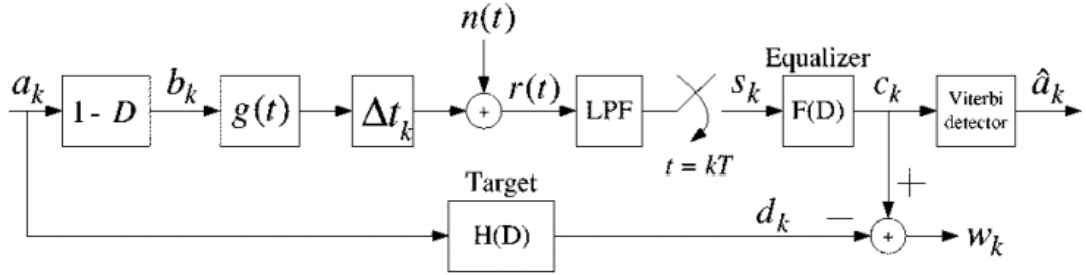 n(t)
Equalizer
a_k 1 - D b_k g(t) Δt_k + r(t) LPF s_k F(D) c_k Viterbi detector â_k
t = kT
Target
H(D) d_k − + + w_k